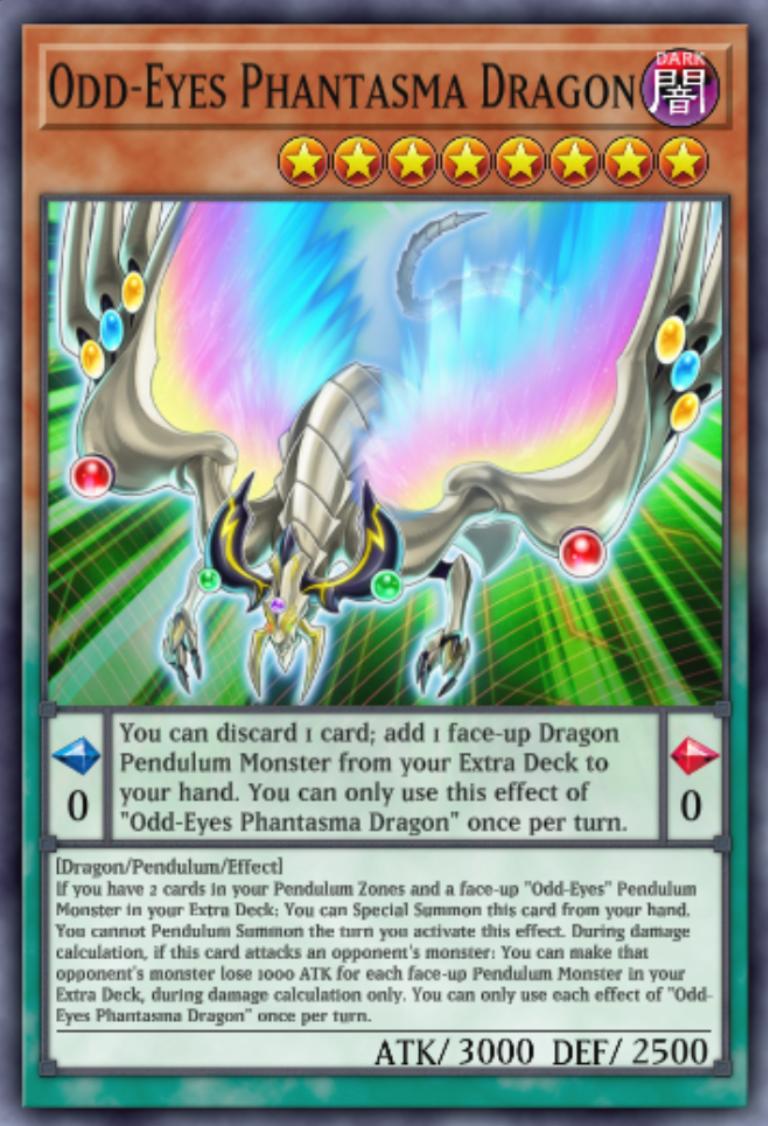 Odd-Eyes Phantasma Dragon
DARK
闇
You can discard 1 card; add 1 face-up Dragon
Pendulum Monster from your Extra Deck to
your hand. You can only use this effect of
"Odd-Eyes Phantasma Dragon" once per turn.
0
0
[Dragon/Pendulum/Effect]
If you have 2 cards in your Pendulum Zones and a face-up "Odd-Eyes" Pendulum
Monster in your Extra Deck: You can Special Summon this card from your hand.
You cannot Pendulum Summon the turn you activate this effect. During damage
calculation, if this card attacks an opponent's monster: You can make that
opponent's monster lose 1000 ATK for each face-up Pendulum Monster in your
Extra Deck, during damage calculation only. You can only use each effect of "Odd-
Eyes Phantasma Dragon" once per turn.
ATK/ 3000 DEF/ 2500